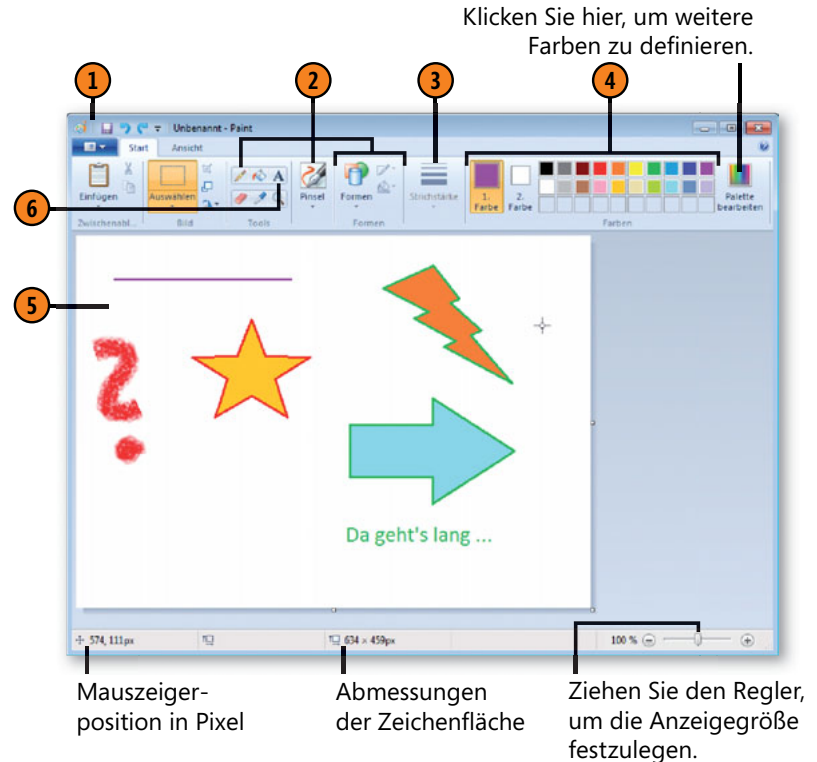 Klicken Sie hier, um weitere
Farben zu definieren.
1
2
3
4
Unbenannt - Paint
Start Ansicht
Einfügen
Auswählen
A
Pinsel
Formen
Strichstärke
1.
Farbe
2.
Farbe
Palette
bearbeiten
6
Zwischenabl...
Bild
Tools
Formen
Farben
5
Da geht's lang ...
574, 111px
634 × 459px
100 %
Mauszeiger-
position in Pixel
Abmessungen
der Zeichenfläche
Ziehen Sie den Regler,
um die Anzeigegröße
festzulegen.